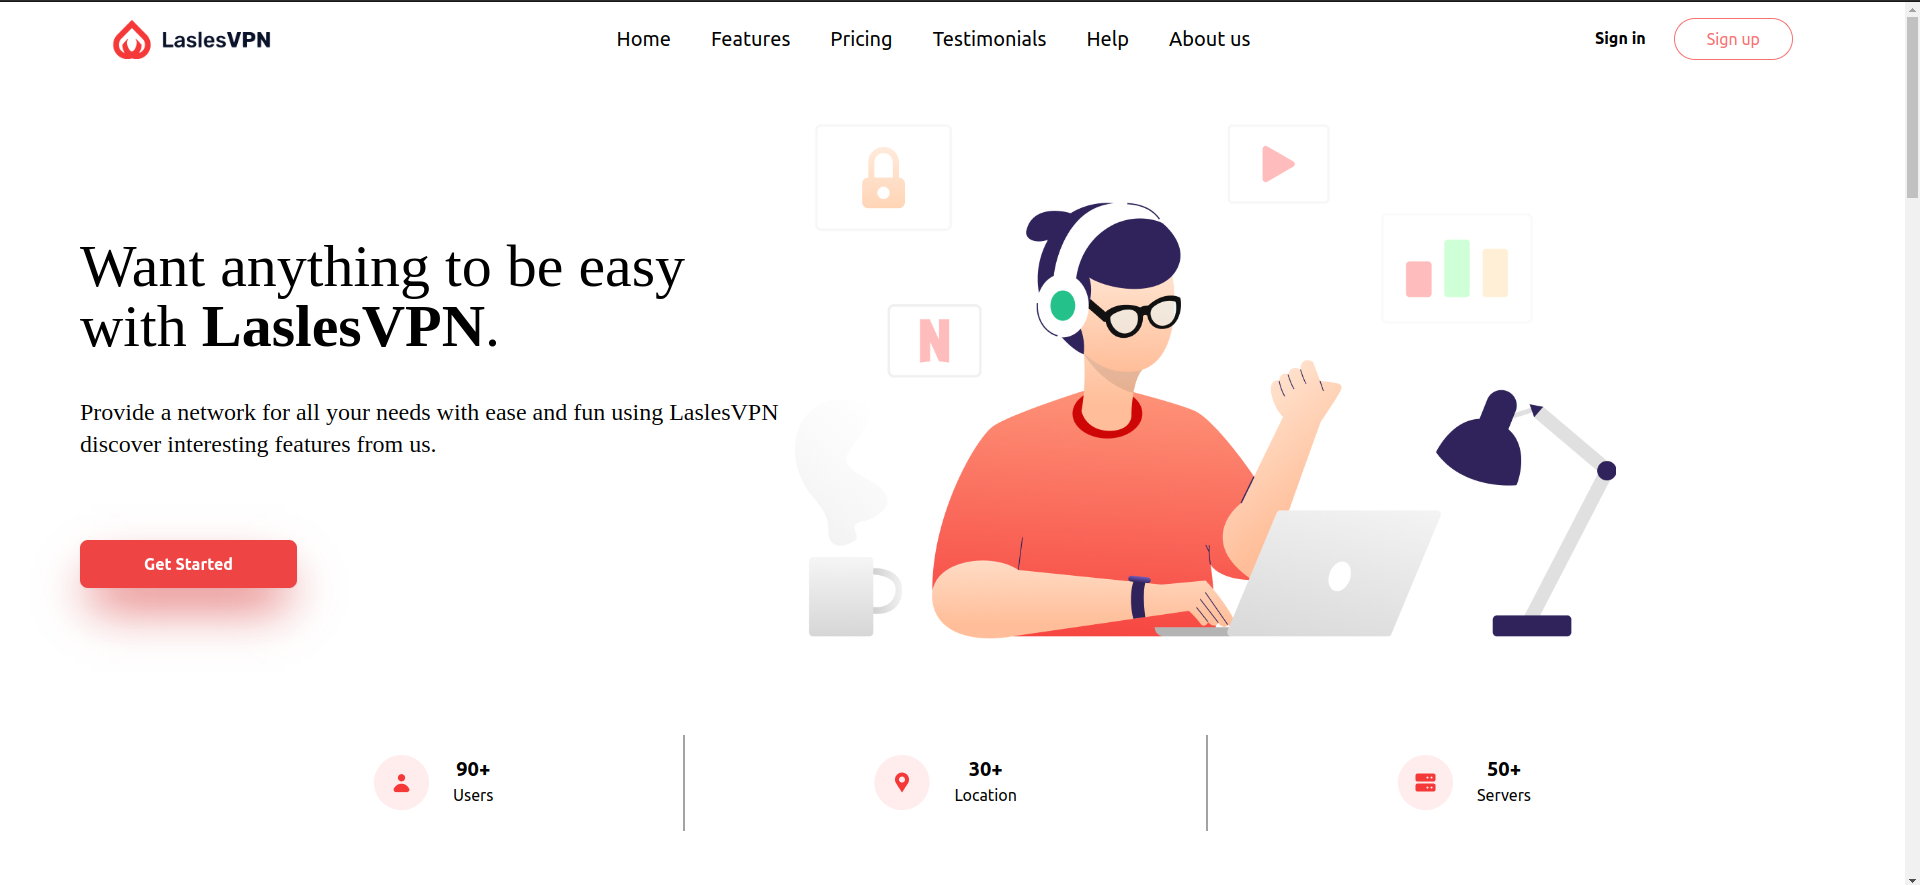 LaslesVPN
Home Features Pricing Testimonials Help About us
Sign in Sign up
Want anything to be easy
with LaslesVPN.
Provide a network for all your needs with ease and fun using LaslesVPN
discover interesting features from us.
Get Started
N
90+
Users
30+
Location
50+
Servers